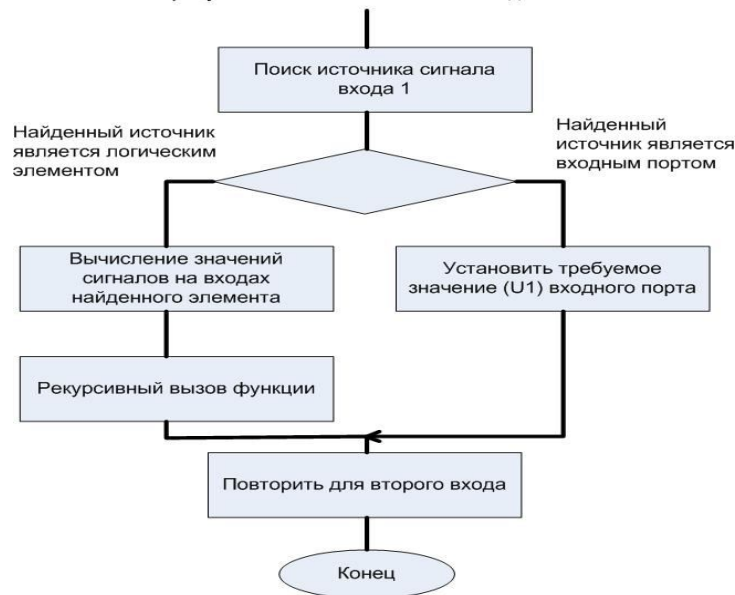 Поиск источника сигнала
входа 1
Найденный источник
является логическим
элементом
Найденный
источник является
входным портом
Вычисление значений
сигналов на входах
найденного элемента
Установить требуемое
значение (U1) входного порта
Рекурсивный вызов функции
Повторить для второго входа
Конец